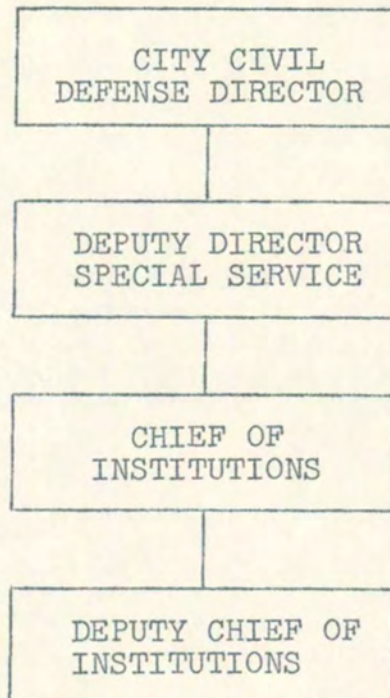 CITY CIVIL
DEFENSE DIRECTOR
DEPUTY DIRECTOR
SPECIAL SERVICE
CHIEF OF
INSTITUTIONS
DEPUTY CHIEF OF
INSTITUTIONS